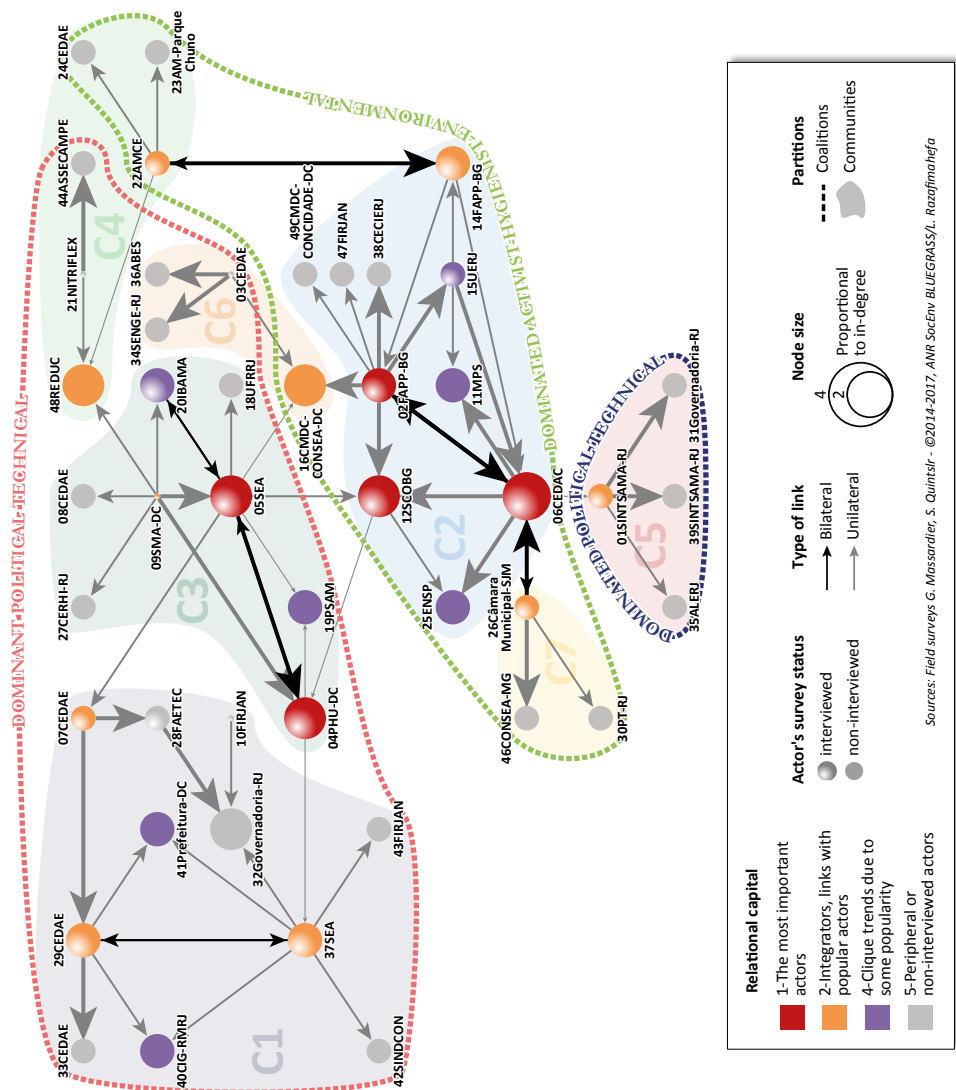 DOMINANT-POLITICAL-TECHNICAL
24CEDAE
23AM-Parque
Chuno
44ASSECAMPE
22AMCE
C4
21NITRIFLEX
48REDUC
DOMINATED ACTIVIST-HYGIENIST-ENVIRONMENTAL
36ABES
34SENGE-RJ
03CEDAE
C6
16CMDC-
CONSEA-DC
49CMDC-
CONCIDADE-DC
47FIRJAN
38CECIERJ
14FAPP-BG
15UERJ
02FAPP-BG
11MPS
20IBAMA
18UFRRJ
08CEDAE
09SMA-DC
05SEA
27CERHI-RJ
C3
19PSAM
04PHU-DC
12SCOBG
C2
06CEDAC
25ENSP
26Câmara
Municipal-SJM
C7
46CONSEA-MG
30PT-RJ
DOMINATED POLITICAL-TECHNICAL
01SINTSAMA-RJ
31Governadoria-RJ
39SINTSAMA-RJ
C5
35ALERJ
07CEDAE
28FAETEC
10FIRJAN
41Prefeitura-DC
32Governadoria-RJ
43FIRJAN
29CEDAE
37SEA
33CEDAE
40CIG-RMRJ
C1
42SINDCON
Relational capital
1-The most important
actors
2-Integrators, links with
popular actors
4-Clique trends due to
some popularity
5-Peripheral or
non-interviewed actors
Actor's survey status
interviewed
non-interviewed
Type of link
Bilateral
Unilateral
Node size
4
2
Proportional
to in-degree
Partitions
Coalitions
Communities
Sources: Field surveys G. Massardier, S. Quintslr - ©2014-2017, ANR SocEnv BLUEGRASS/L. Razafimahefa